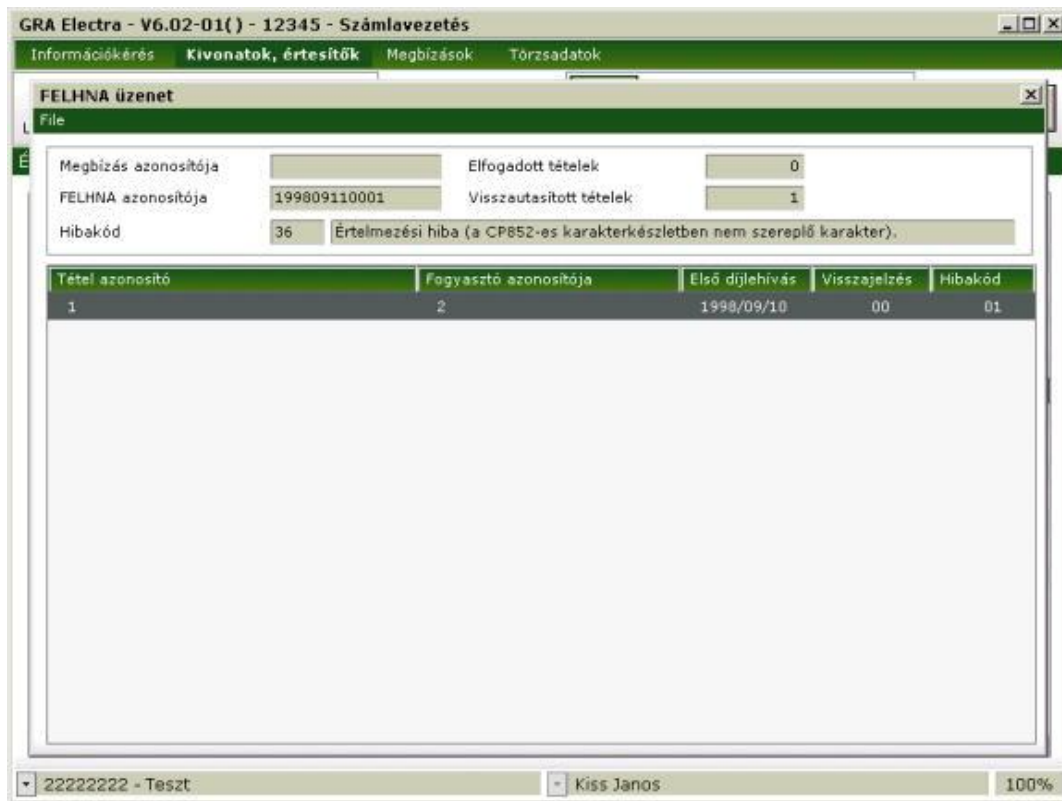 GRA Electra - V6.02-01( ) - 12345 - Számlavezetés
Információkérés Kivonatok, értesítők Megbízások Törzsadatok
FELHNA üzenet
File
Megbízás azonosítója Elfogadott tételek 0
FELHNA azonosítója 199809110001 Visszautasított tételek 1
Hibakód 36 Értelmezési hiba (a CP852-es karakterkészletben nem szereplő karakter).
Tétel azonosító Fogyasztó azonosítója Első díjlehívás Visszajelzés Hibakód
1 2 1998/09/10 00 01
22222222 - Teszt Kiss Janos 100%